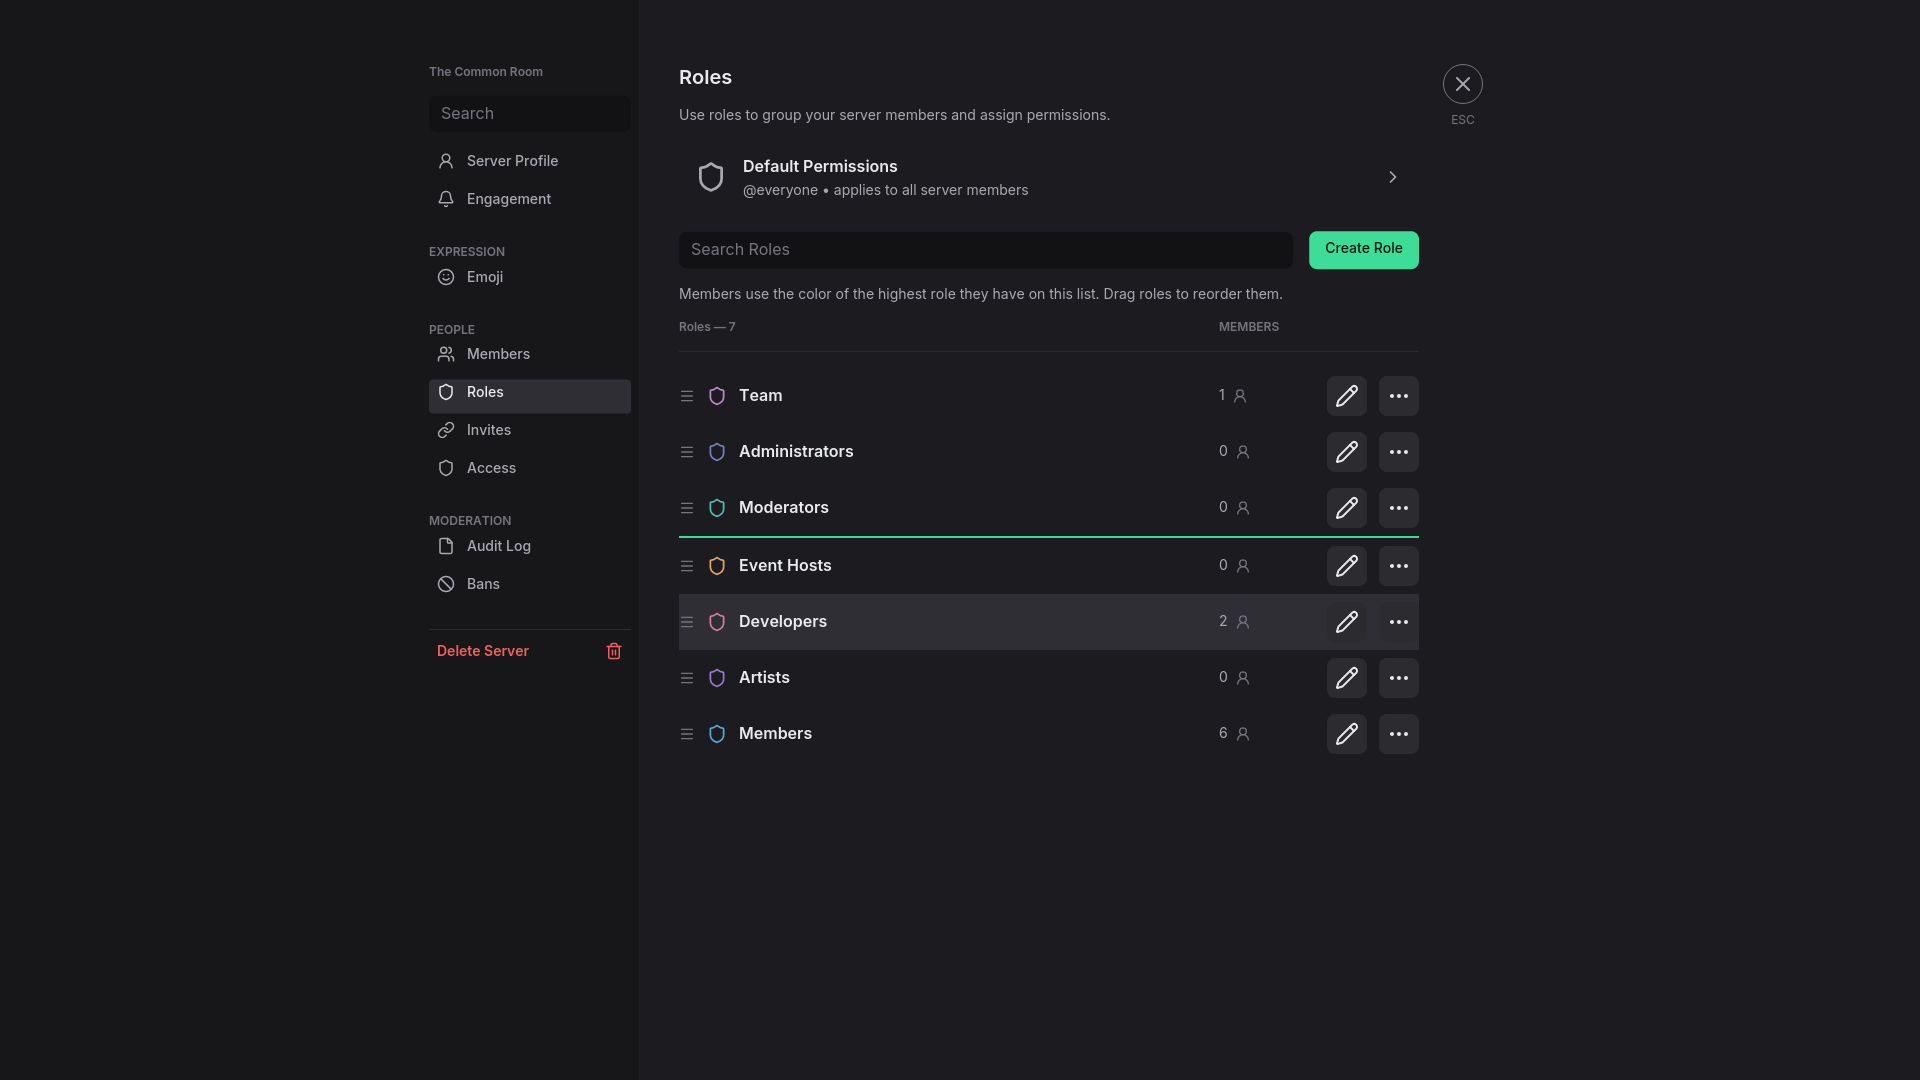 The Common Room
Search
Server Profile
Engagement
EXPRESSION
Emoji
PEOPLE
Members
Roles
Invites
Access
MODERATION
Audit Log
Bans
Delete Server
Roles
Use roles to group your server members and assign permissions.
Default Permissions
@everyone • applies to all server members
Search Roles
Create Role
Members use the color of the highest role they have on this list. Drag roles to reorder them.
Roles — 7
MEMBERS
Team
1
Administrators
0
Moderators
0
Event Hosts
0
Developers
2
Artists
0
Members
6
ESC